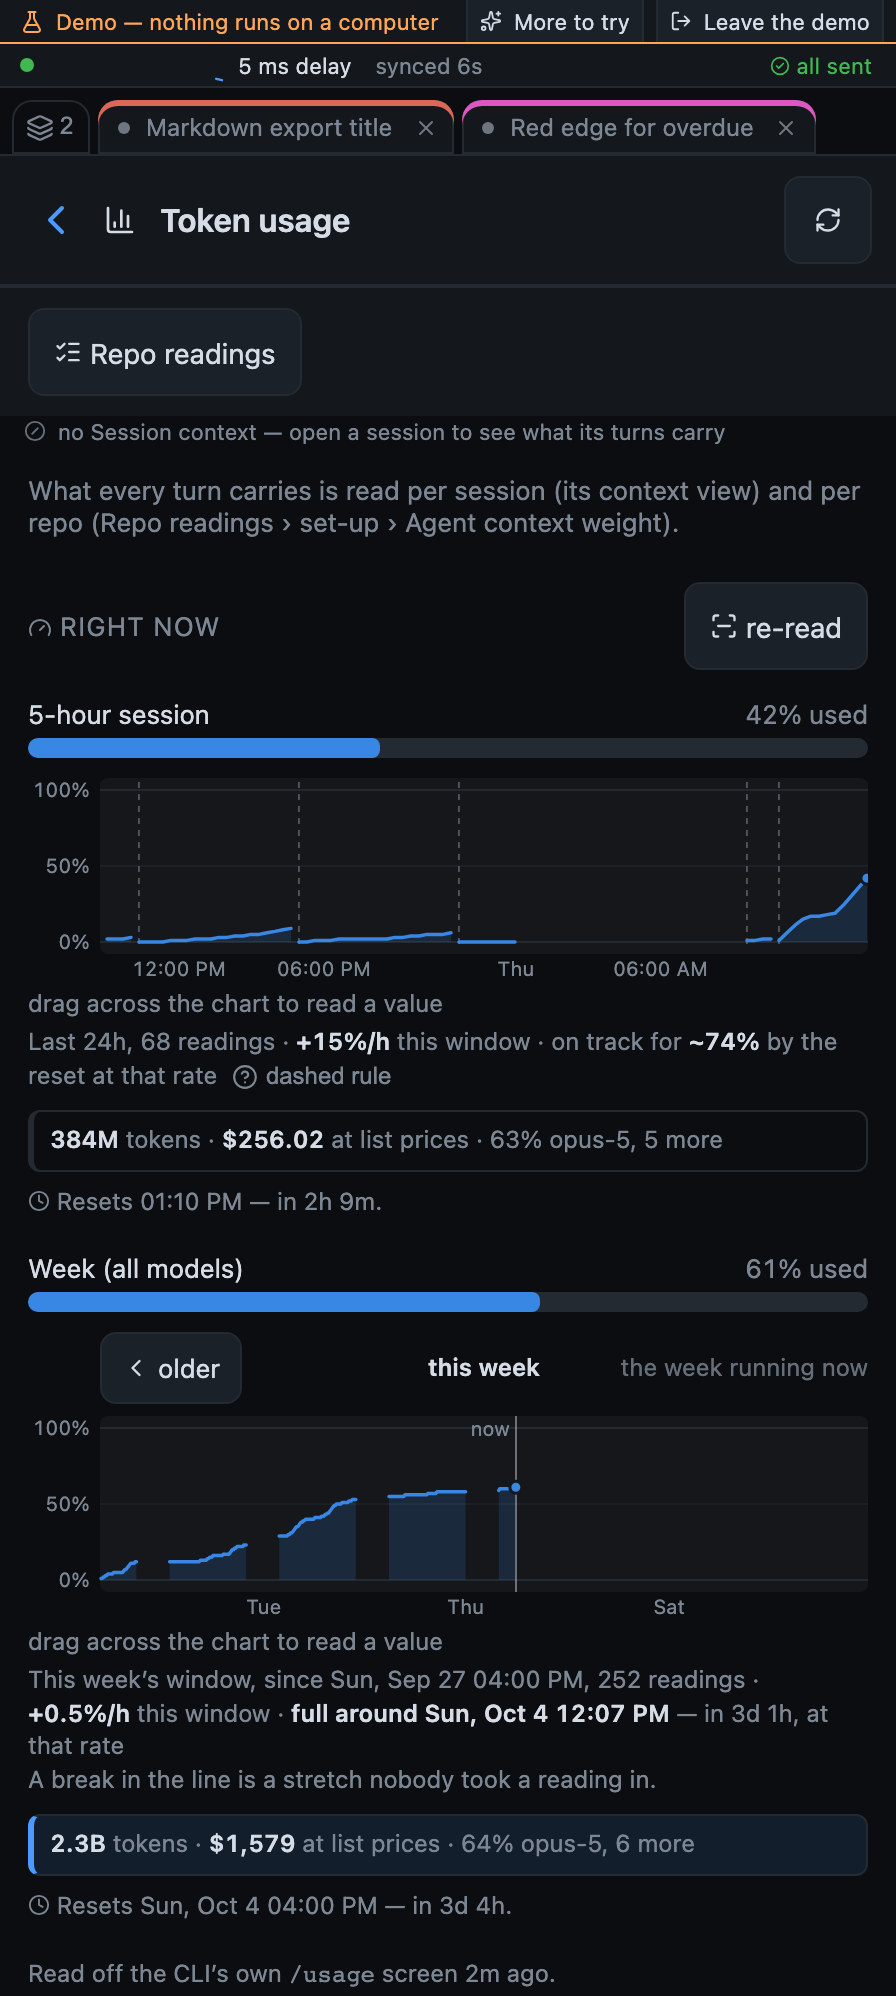 Demo — nothing runs on a computer
More to try
Leave the demo
5 ms delay synced 6s
all sent
2
Markdown export title
Red edge for overdue
Token usage
Repo readings
no Session context — open a session to see what its turns carry
What every turn carries is read per session (its context view) and per
repo (Repo readings › set-up › Agent context weight).
RIGHT NOW
re-read
5-hour session
42% used
100%
50%
0%
12:00 PM
06:00 PM
Thu
06:00 AM
drag across the chart to read a value
Last 24h, 68 readings · +15%/h this window · on track for ~74% by the
reset at that rate dashed rule
384M tokens · $256.02 at list prices · 63% opus-5, 5 more
Resets 01:10 PM — in 2h 9m.
Week (all models)
61% used
older
this week
the week running now
100%
now
50%
0%
Tue
Thu
Sat
drag across the chart to read a value
This week’s window, since Sun, Sep 27 04:00 PM, 252 readings ·
+0.5%/h this window · full around Sun, Oct 4 12:07 PM — in 3d 1h, at
that rate
A break in the line is a stretch nobody took a reading in.
2.3B tokens · $1,579 at list prices · 64% opus-5, 6 more
Resets Sun, Oct 4 04:00 PM — in 3d 4h.
Read off the CLI’s own /usage screen 2m ago.